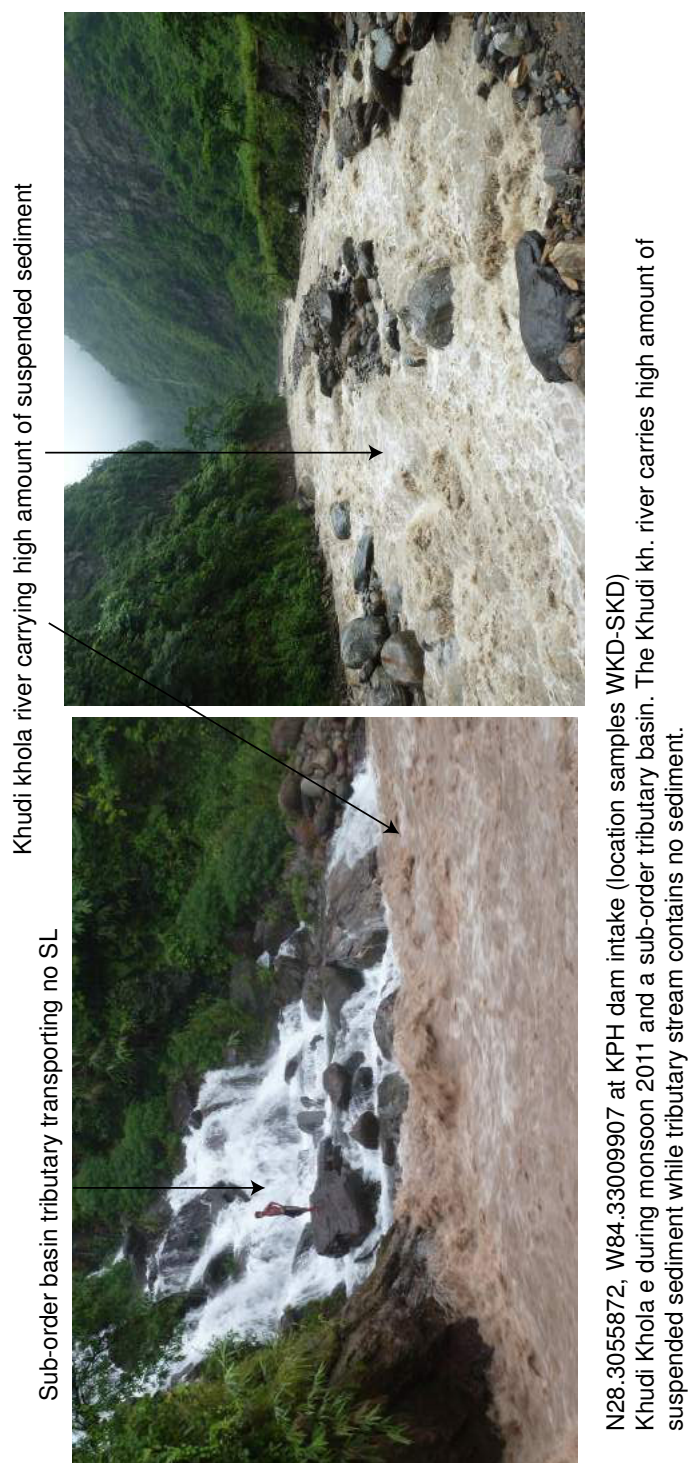 Sub-order basin tributary transporting no SL
Khudi khola river carrying high amount of suspended sediment
N28.3055872, W84.33009907 at KPH dam intake (location samples WKD-SKD)
Khudi Khola e during monsoon 2011 and a sub-order tributary basin. The Khudi kh. river carries high amount of
suspended sediment while tributary stream contains no sediment.